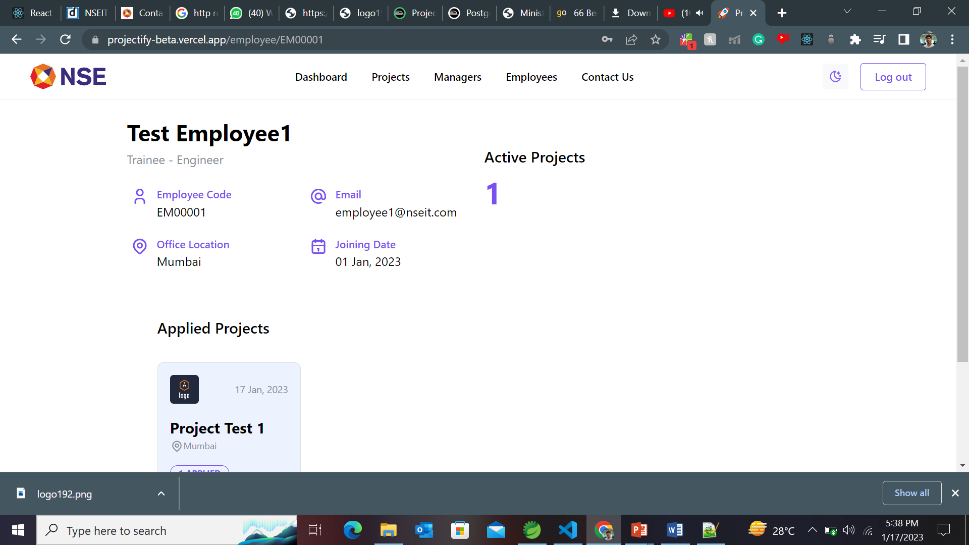 React
NSEIT
Conta
http re
(40) W
https:
logo1
Projec
Postg
Minis
go 66 Be
Down
(1
Pr
projectify-beta.vercel.app/employee/EM00001
1
NSE
Dashboard
Projects
Managers
Employees
Contact Us
Log out
Test Employee1
Trainee - Engineer
Employee Code
EM00001
Email
employee1@nseit.com
Office Location
Mumbai
Joining Date
01 Jan, 2023
Active Projects
1
Applied Projects
A
logo
17 Jan, 2023
Project Test 1
Mumbai
1 APPLIED
logo192.png
Show all
Type here to search
28°C
5:38 PM
1/17/2023